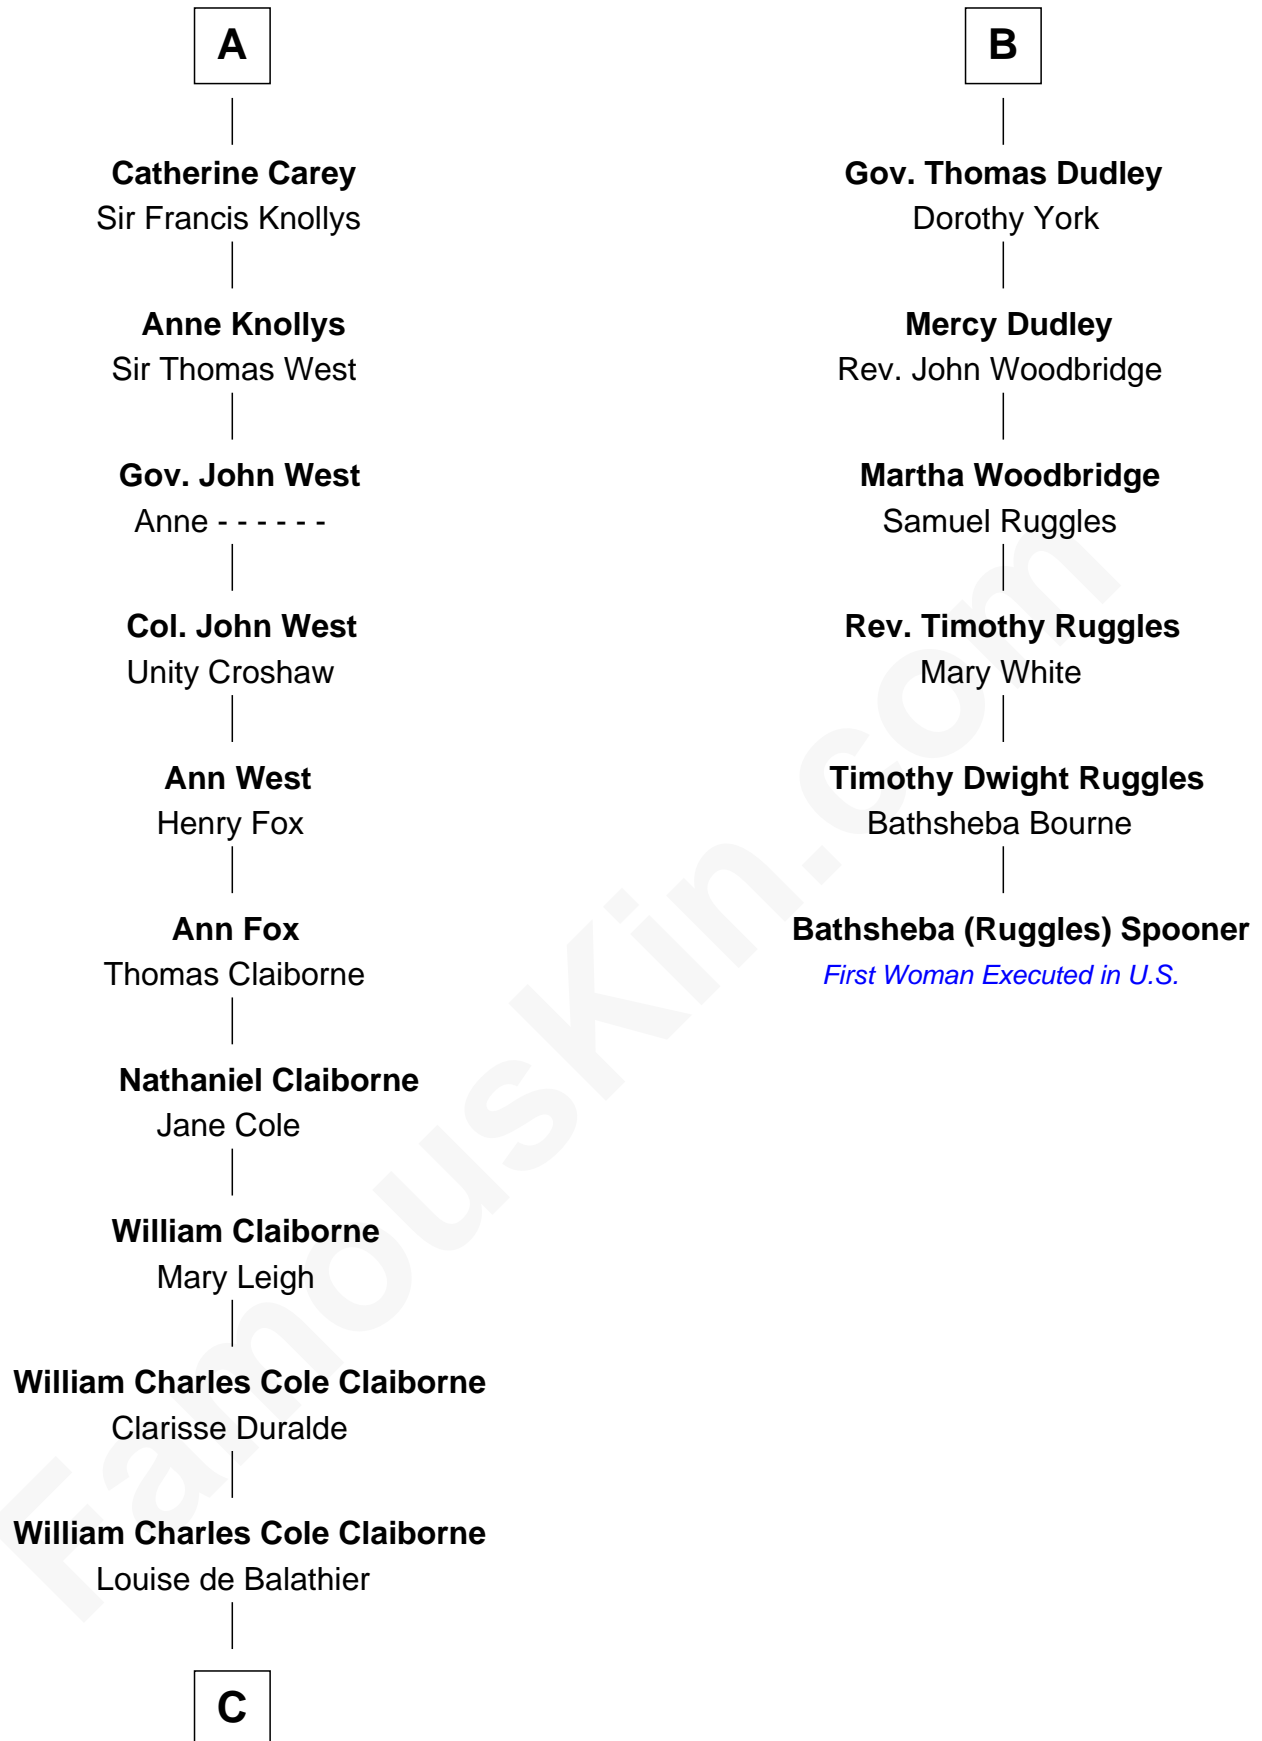 A
Catherine Carey
Sir Francis Knollys
Anne Knollys
Sir Thomas West
Gov. John West
Anne - - - - - -
Col. John West
Unity Croshaw
Ann West
Henry Fox
Ann Fox
Thomas Claiborne
Nathaniel Claiborne
Jane Cole
William Claiborne
Mary Leigh
William Charles Cole Claiborne
Clarisse Duralde
William Charles Cole Claiborne
Louise de Balathier
C
B
Gov. Thomas Dudley
Dorothy York
Mercy Dudley
Rev. John Woodbridge
Martha Woodbridge
Samuel Ruggles
Rev. Timothy Ruggles
Mary White
Timothy Dwight Ruggles
Bathsheba Bourne
Bathsheba (Ruggles) Spooner
First Woman Executed in U.S.
FamousKin.com